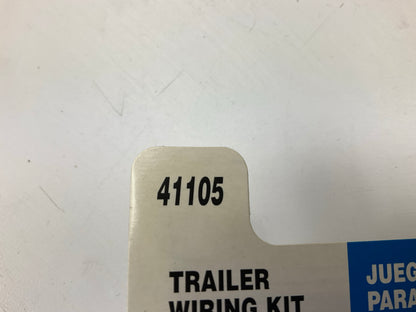 41105
TRAILER
WIRING KIT
JUEG
PARA